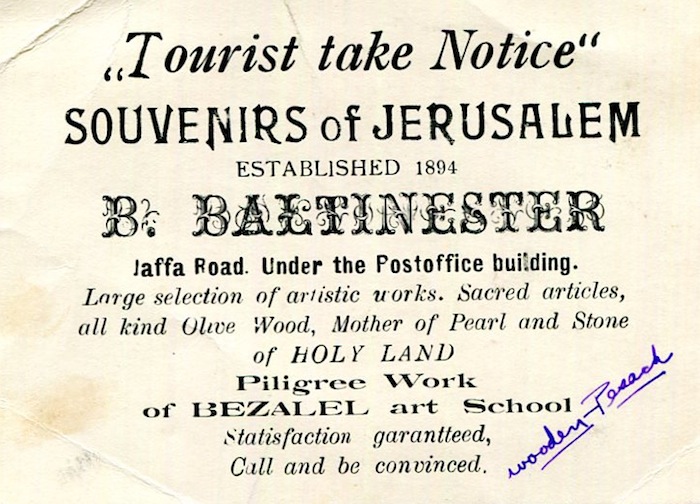 „Tourist take Notice“
SOUVENIRS of JERUSALEM
ESTABLISHED 1894
B. BALTINESTER
Jaffa Road. Under the Postoffice building.
Large selection of artistic works. Sacred articles,
all kind Olive Wood, Mother of Pearl and Stone
of HOLY LAND
Piligree Work
of BEZALEL art School
Statisfaction garantteed,
Call and be convinced.
wooden-Pesach